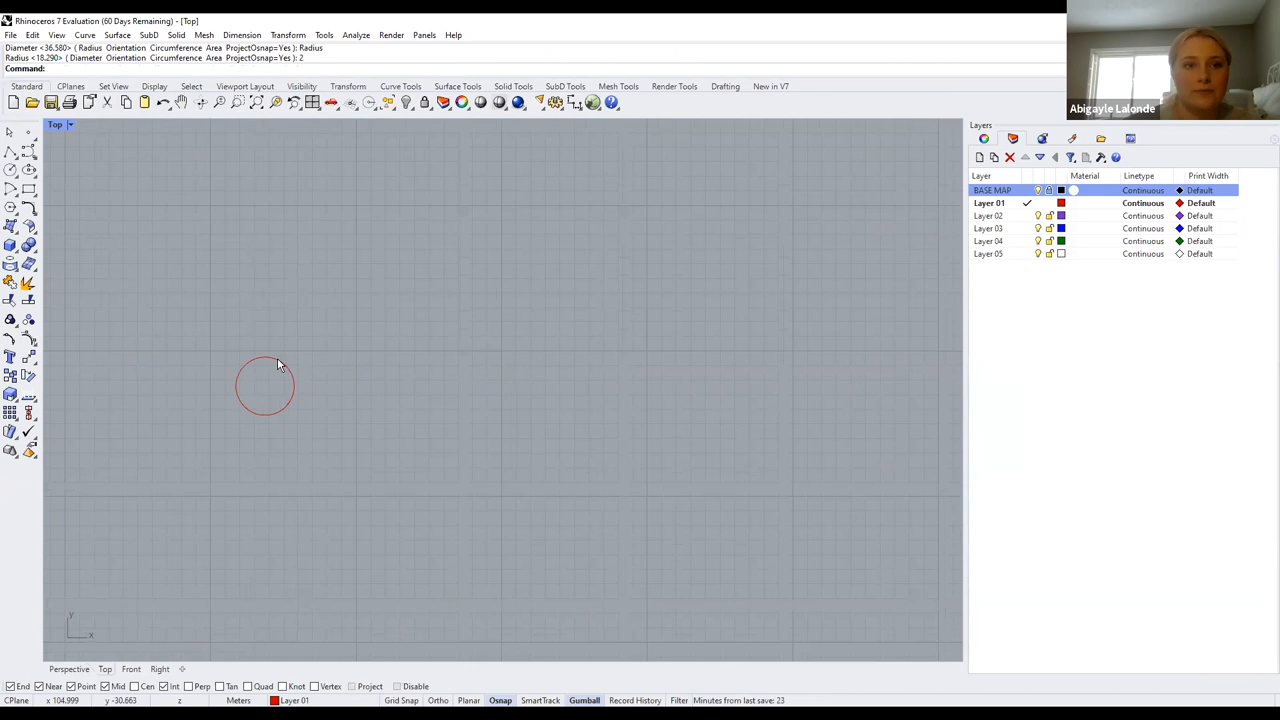 Rhinoceros 7 Evaluation (60 Days Remaining) - [Top]
File Edit View Curve Surface SubD Solid Mesh Dimension Transform Tools Analyze Render Panels Help
Diameter <36.580> ( Radius Orientation Circumference Area ProjectOsnap=Yes ): Radius
Radius <18.290> ( Diameter Orientation Circumference Area ProjectOsnap=Yes ): 2
Command:
Standard CPlanes Set View Display Select Viewport Layout Visibility Transform Curve Tools Surface Tools Solid Tools SubD Tools Mesh Tools Render Tools Drafting New in V7
Abigayle Lalonde
Top
Layers
Layer Material Linetype Print Width
BASE MAP Continuous Default
Layer 01 Continuous Default
Layer 02 Continuous Default
Layer 03 Continuous Default
Layer 04 Continuous Default
Layer 05 Continuous Default
y
x
Perspective Top Front Right
End Near Point Mid Cen Int Perp Tan Quad Knot Vertex Project Disable
CPlane x 104.999 y -30.663 z Meters Layer 01 Grid Snap Ortho Planar Osnap SmartTrack Gumball Record History Filter Minutes from last save: 23